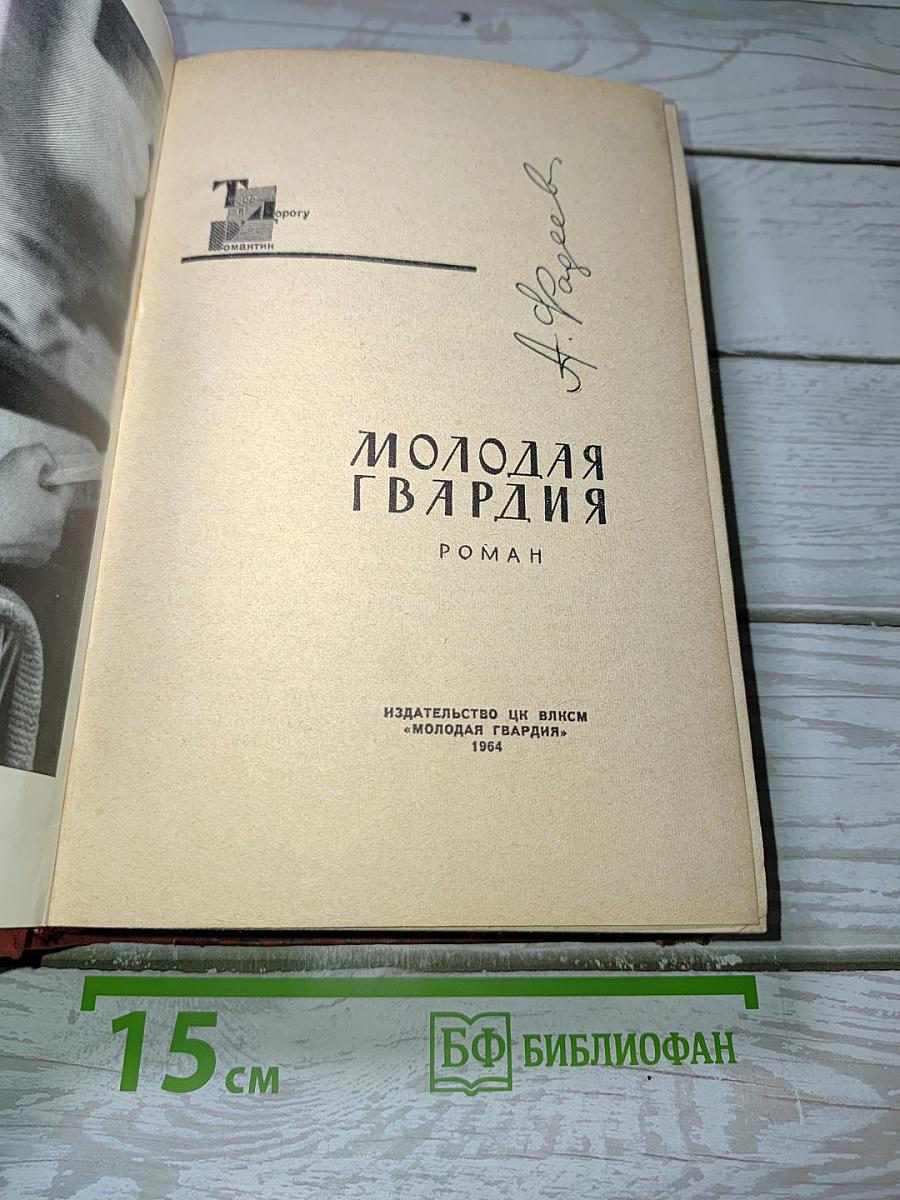 Тебе
в дорогу
романтик
А. Фадеев
МОЛОДАЯ
ГВАРДИЯ
РОМАН
ИЗДАТЕЛЬСТВО ЦК ВЛКСМ
«МОЛОДАЯ ГВАРДИЯ»
1964
15 см
БФ БИБЛИОФАН